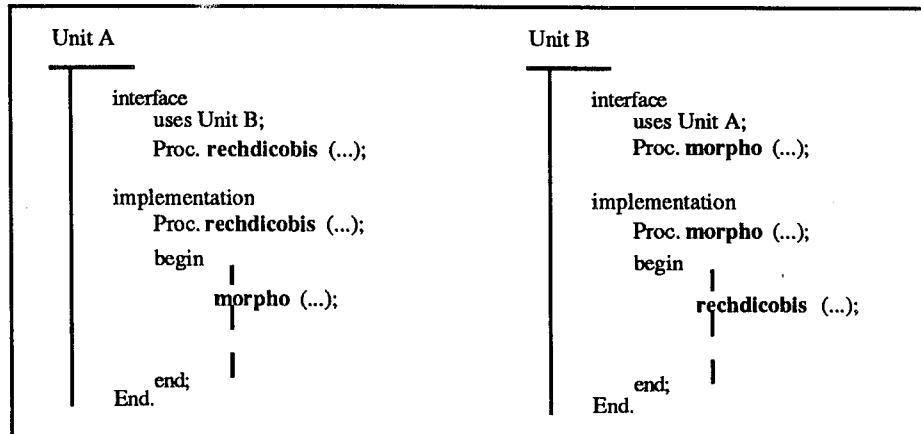 Unit A
interface
uses Unit B;
Proc. rechdicobis (...);
implementation
Proc. rechdicobis (...);
begin
morpho (...);
end;
End.
Unit B
interface
uses Unit A;
Proc. morpho (...);
implementation
Proc. morpho (...);
begin
rechdicobis (...);
end;
End.